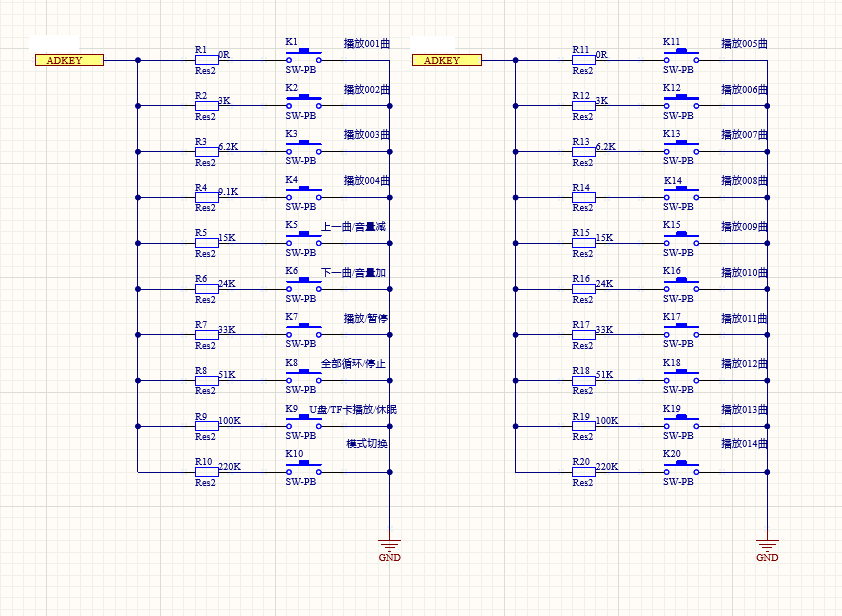 ADKEY
R1 0R Res2 K1 SW-PB 播放001曲
R2 3K Res2 K2 SW-PB 播放002曲
R3 6.2K Res2 K3 SW-PB 播放003曲
R4 9.1K Res2 K4 SW-PB 播放004曲
R5 15K Res2 K5 SW-PB 上一曲/音量减
R6 24K Res2 K6 SW-PB 下一曲/音量加
R7 33K Res2 K7 SW-PB 播放/暂停
R8 51K Res2 K8 SW-PB 全部循环/停止
R9 100K Res2 K9 SW-PB U盘/TF卡播放/休眠
R10 220K Res2 K10 SW-PB 模式切换
GND
ADKEY
R11 0R Res2 K11 SW-PB 播放005曲
R12 3K Res2 K12 SW-PB 播放006曲
R13 6.2K Res2 K13 SW-PB 播放007曲
R14 Res2 K14 SW-PB 播放008曲
R15 15K Res2 K15 SW-PB 播放009曲
R16 24K Res2 K16 SW-PB 播放010曲
R17 33K Res2 K17 SW-PB 播放011曲
R18 51K Res2 K18 SW-PB 播放012曲
R19 100K Res2 K19 SW-PB 播放013曲
R20 220K Res2 K20 SW-PB 播放014曲
GND